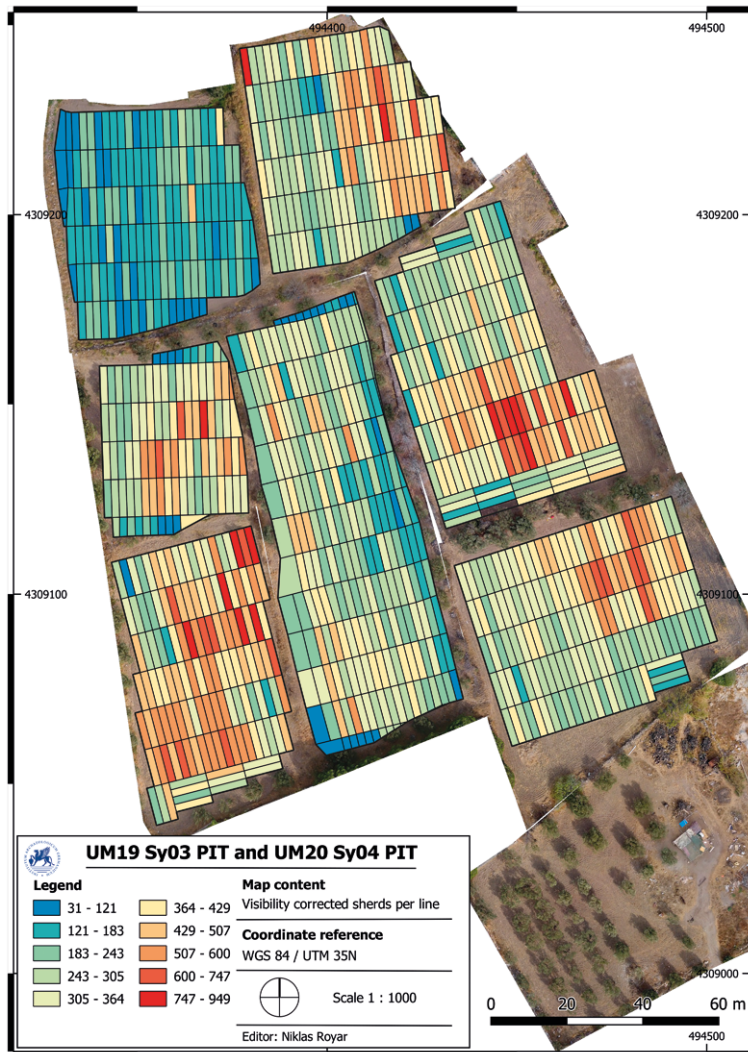 494400
494500
4309200
4309200
4309100
4309100
UM19 Sy03 PIT and UM20 Sy04 PIT
Legend
31 - 121
121 - 183
183 - 243
243 - 305
305 - 364
364 - 429
429 - 507
507 - 600
600 - 747
747 - 949
Map content
Visibility corrected sherds per line
Coordinate reference
WGS 84 / UTM 35N
Scale 1 : 1000
Editor: Niklas Royar
4309000
0 20 40 60 m
494500